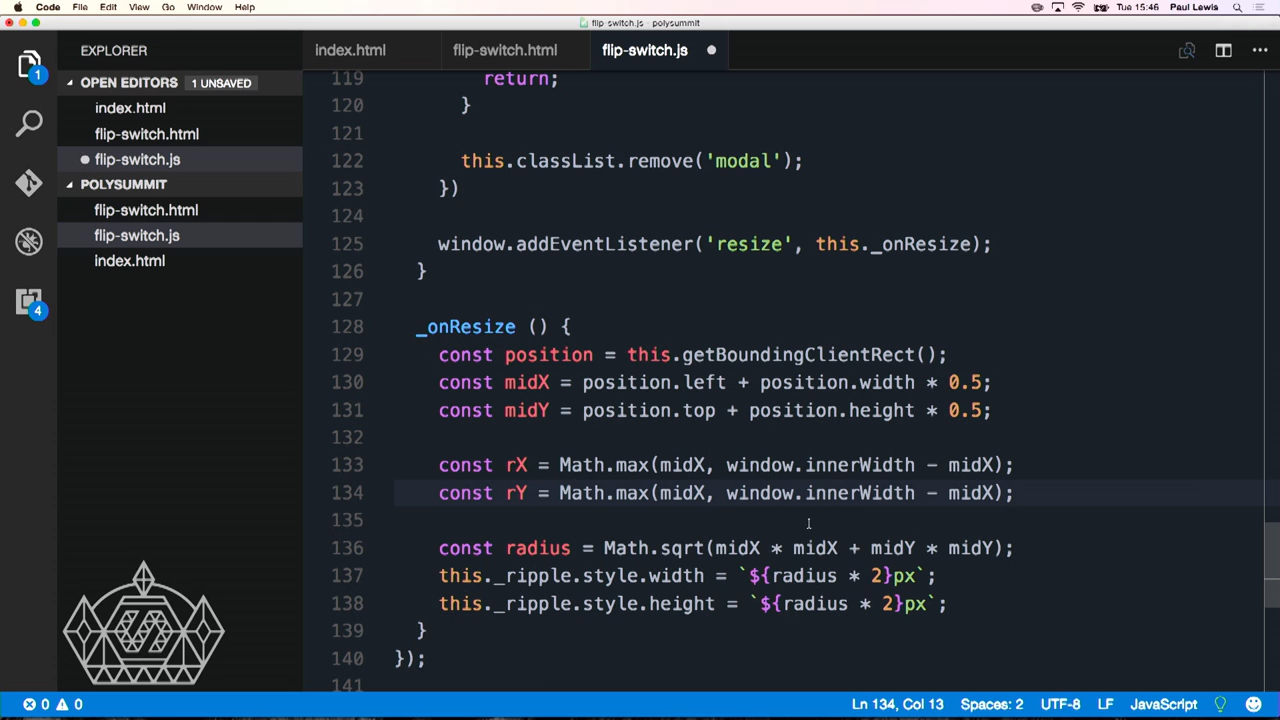 Code File Edit View Go Window Help Tue 15:46 Paul Lewis
flip-switch.js — polysummit
EXPLORER index.html flip-switch.html flip-switch.js
1
OPEN EDITORS 1 UNSAVED
index.html
flip-switch.html
flip-switch.js
POLYSUMMIT
flip-switch.html
flip-switch.js
index.html
4
119 return;
120 }
121
122 this.classList.remove('modal');
123 })
124
125 window.addEventListener('resize', this._onResize);
126 }
127
128 _onResize () {
129 const position = this.getBoundingClientRect();
130 const midX = position.left + position.width * 0.5;
131 const midY = position.top + position.height * 0.5;
132
133 const rX = Math.max(midX, window.innerWidth - midX);
134 const rY = Math.max(midX, window.innerWidth - midX);
135
136 const radius = Math.sqrt(midX * midX + midY * midY);
137 this._ripple.style.width = `${radius * 2}px`;
138 this._ripple.style.height = `${radius * 2}px`;
139 }
140 });
141
0 0 Ln 134, Col 13 Spaces: 2 UTF-8 LF JavaScript